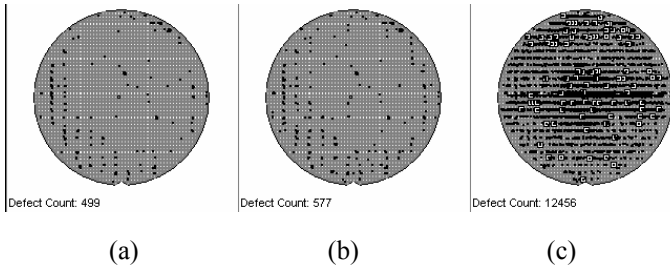 Defect Count: 499
Defect Count: 577
Defect Count: 12456
(a)
(b)
(c)